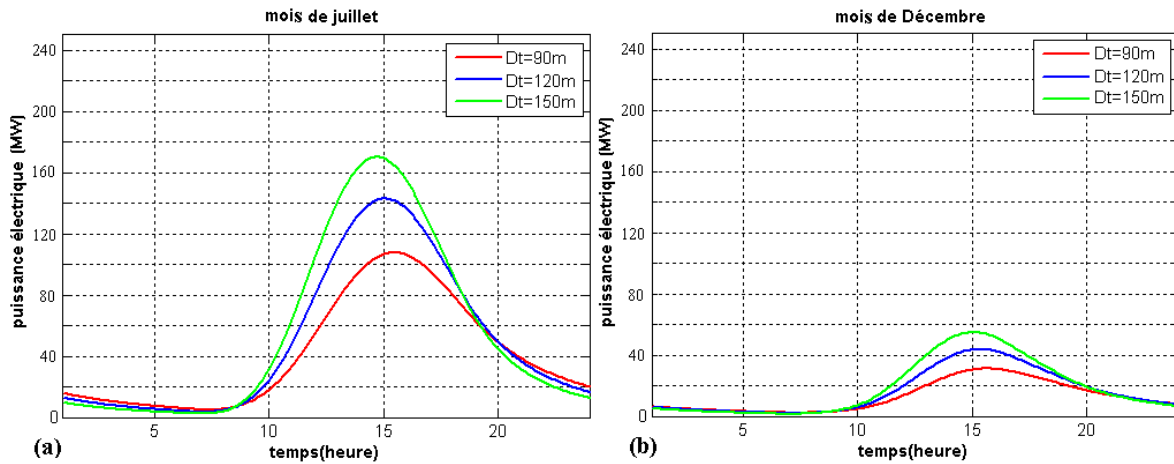 mois de juillet
puissance électrique (MW)
240
200
160
120
80
40
0
5
10
15
20
temps(heure)
Dt=90m
Dt=120m
Dt=150m
(a)
mois de Décembre
puissance électrique (MW)
240
200
160
120
80
40
0
5
10
15
20
temps(heure)
Dt=90m
Dt=120m
Dt=150m
(b)